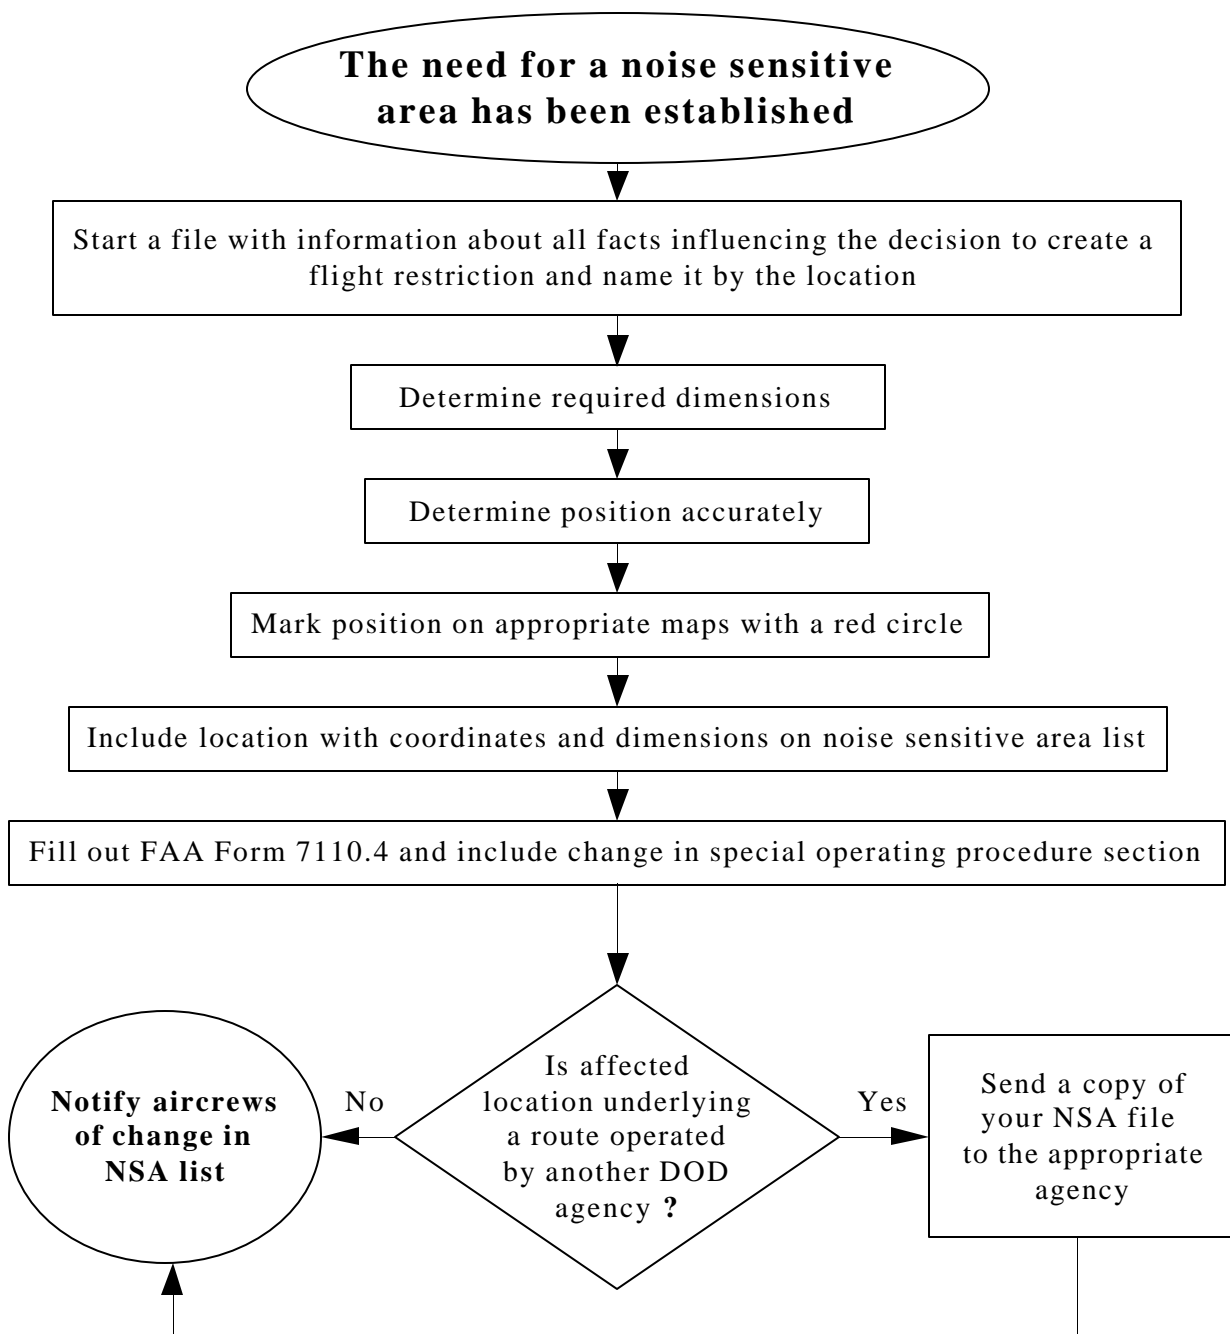 The need for a noise sensitive
area has been established
Start a file with information about all facts influencing the decision to create a
flight restriction and name it by the location
Determine required dimensions
Determine position accurately
Mark position on appropriate maps with a red circle
Include location with coordinates and dimensions on noise sensitive area list
Fill out FAA Form 7110.4 and include change in special operating procedure section
Is affected
location underlying
a route operated
by another DOD
agency ?
No
Yes
Notify aircrews
of change in
NSA list
Send a copy of
your NSA file
to the appropriate
agency